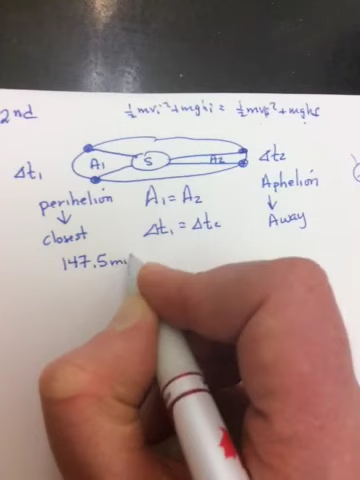 2nd
½mvi²+mghi = ½mvf²+mghf
A1 S A2
Δt1 Δt2
perihelion A1=A2 Aphelion
↓ ↓
closest Δt1=Δt2 Away
147.5